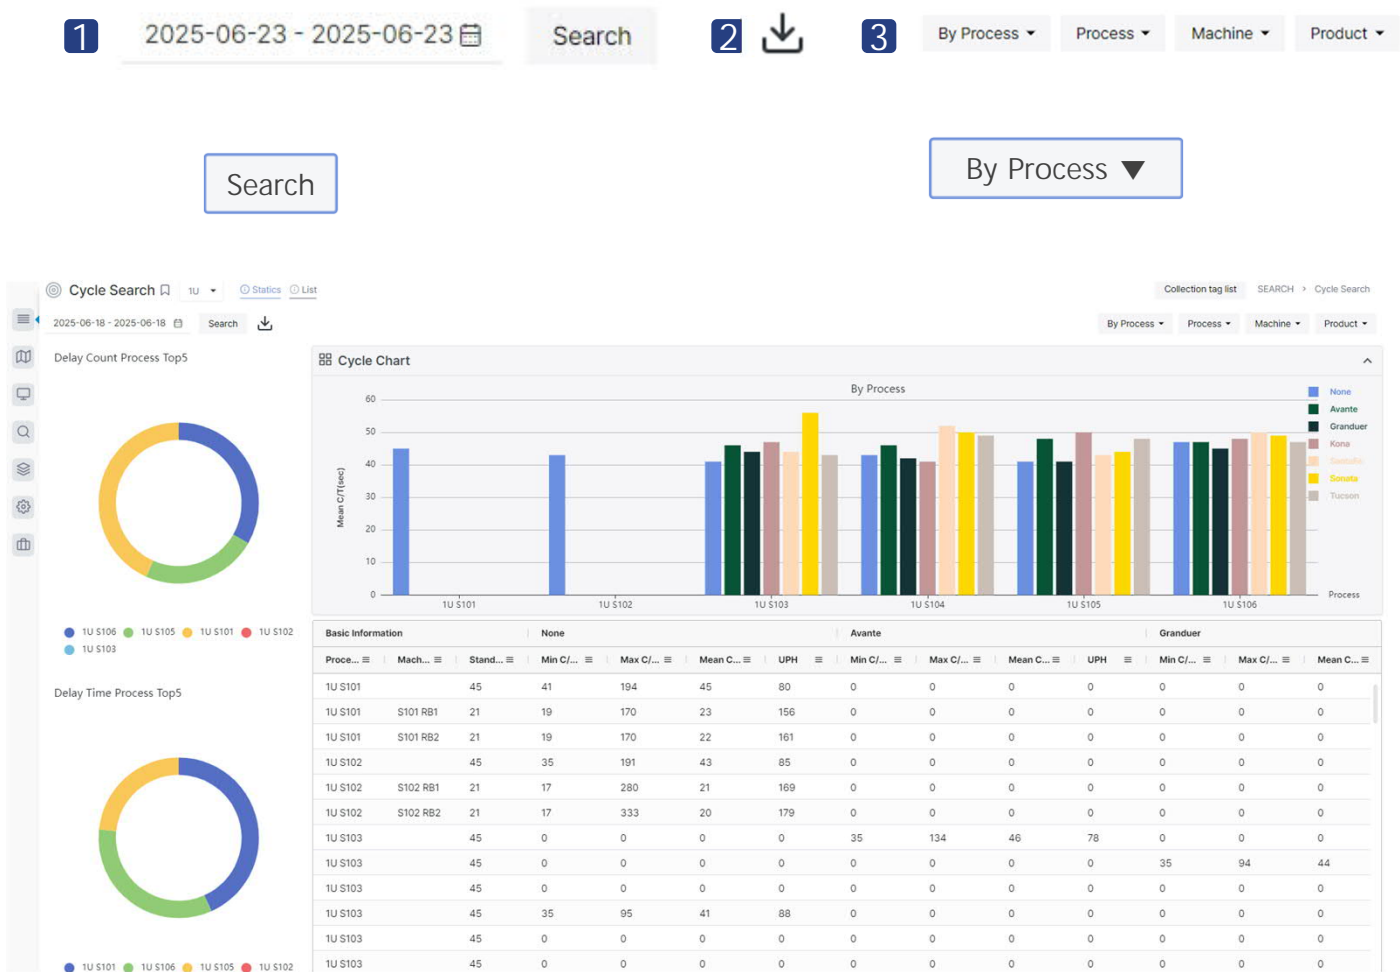 1 2025-06-23 - 2025-06-23 Search 2 3 By Process Process Machine Product
Search By Process ▼
Cycle Search 1U Statics List Collection tag list SEARCH > Cycle Search
2025-06-18 - 2025-06-18 Search By Process Process Machine Product
Delay Count Process Top5
1U S106 1U S105 1U S101 1U S102
1U S103
Delay Time Process Top5
1U S101 1U S106 1U S105 1U S102
Cycle Chart
By Process
Mean C/T(sec)
60
50
40
30
20
10
0
1U S101 1U S102 1U S103 1U S104 1U S105 1U S106
Process
None
Avante
Granduer
Kona
Sonata
Tucson
Basic Information None Avante Granduer
Proce... Mach... Stand... Min C/... Max C/... Mean C... UPH Min C/... Max C/... Mean C... UPH Min C/... Max C/... Mean C...
1U S101 45 41 194 45 80 0 0 0 0 0 0 0
1U S101 S101 RB1 21 19 170 23 156 0 0 0 0 0 0 0
1U S101 S101 RB2 21 19 170 22 161 0 0 0 0 0 0 0
1U S102 45 35 191 43 85 0 0 0 0 0 0 0
1U S102 S102 RB1 21 17 280 21 169 0 0 0 0 0 0 0
1U S102 S102 RB2 21 17 333 20 179 0 0 0 0 0 0 0
1U S103 45 0 0 0 0 35 134 46 78 0 0 0
1U S103 45 0 0 0 0 0 0 0 0 35 94 44
1U S103 45 0 0 0 0 0 0 0 0 0 0 0
1U S103 45 35 95 41 88 0 0 0 0 0 0 0
1U S103 45 0 0 0 0 0 0 0 0 0 0 0
1U S103 45 0 0 0 0 0 0 0 0 0 0 0